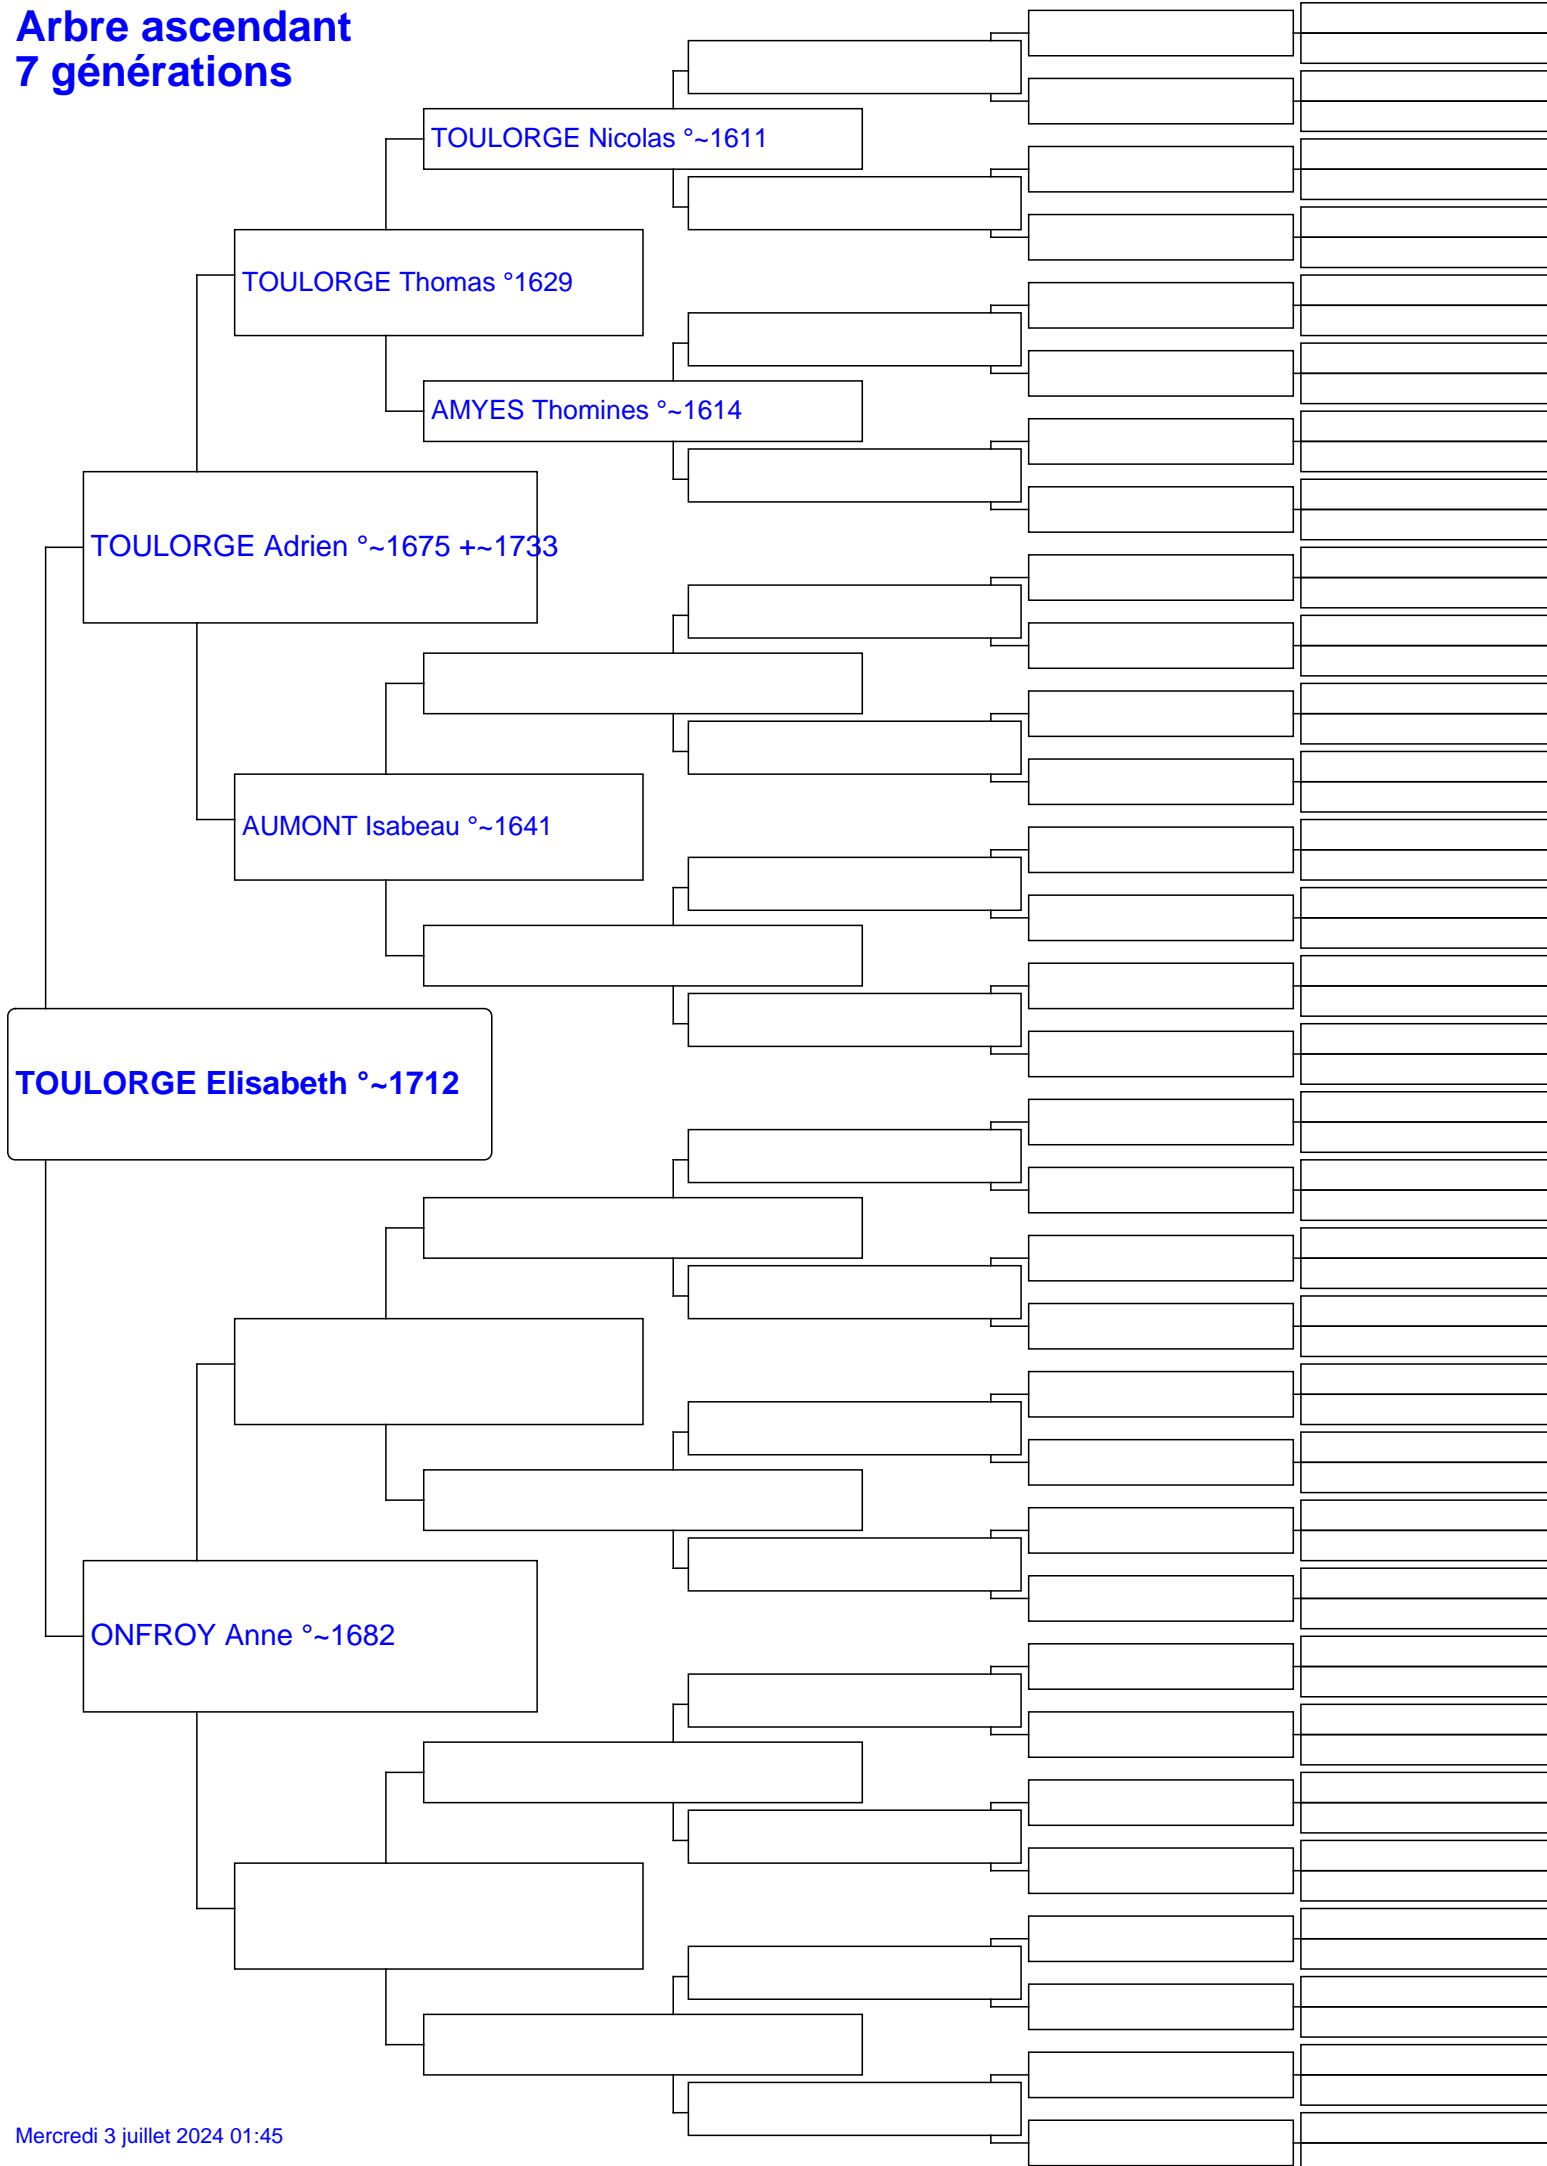 Arbre ascendant
7 générations
TOULORGE Nicolas °~1611
TOULORGE Thomas °1629
AMYES Thomines °~1614
TOULORGE Adrien °~1675 +~1733
AUMONT Isabeau °~1641
TOULORGE Elisabeth °~1712
ONFROY Anne °~1682
Mercredi 3 juillet 2024 01:45